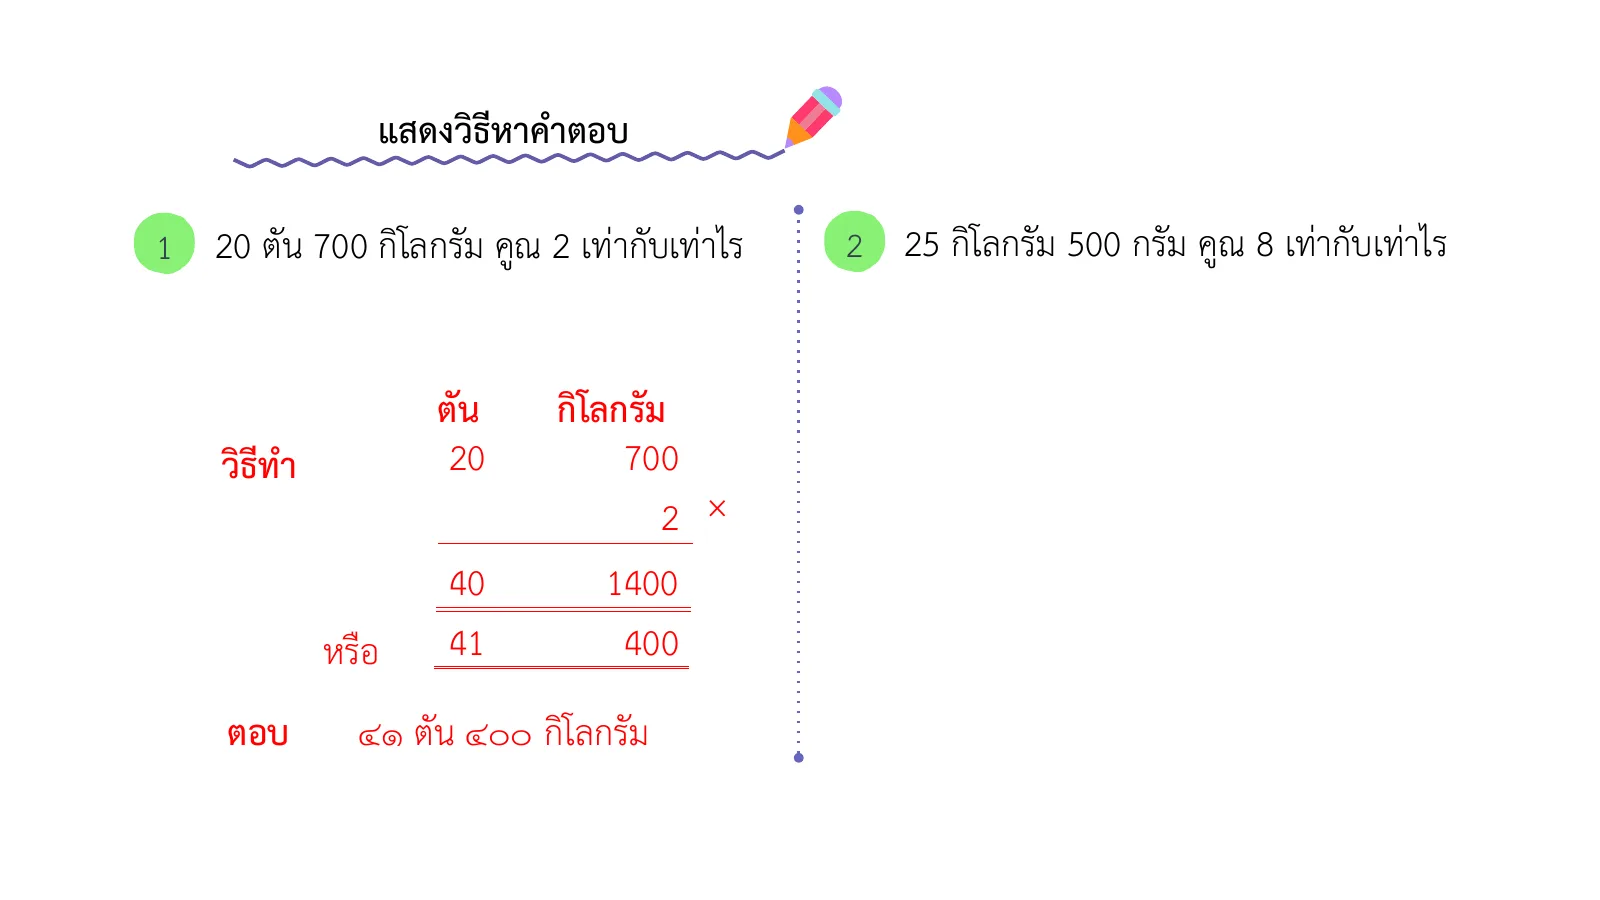 แสดงวิธีหาคำตอบ
1 20 ตัน 700 กิโลกรัม คูณ 2 เท่ากับเท่าไร
ตัน กิโลกรัม
วิธีทำ 20 700
2 ×
40 1400
หรือ 41 400
ตอบ ๔๑ ตัน ๔๐๐ กิโลกรัม
2 25 กิโลกรัม 500 กรัม คูณ 8 เท่ากับเท่าไร